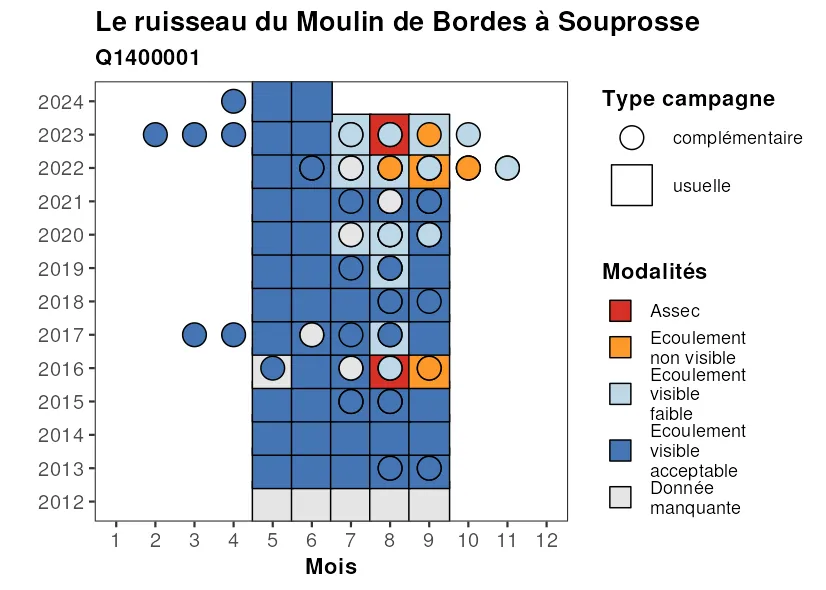 Le ruisseau du Moulin de Bordes à Souprosse
Q1400001
2024
2023
2022
2021
2020
2019
2018
2017
2016
2015
2014
2013
2012
1 2 3 4 5 6 7 8 9 10 11 12
Mois
Type campagne
complémentaire
usuelle
Modalités
Assec
Ecoulement
non visible
Ecoulement
visible
faible
Ecoulement
visible
acceptable
Donnée
manquante